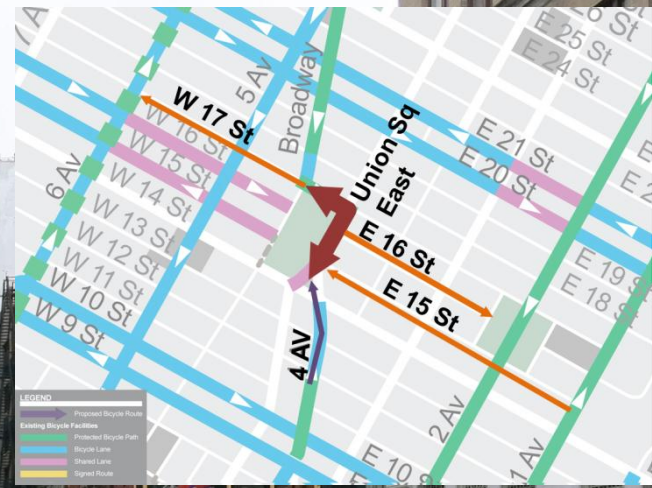 7 Av
26 St
E 25 St
E 24 St
5 Av
Broadway
W 17 St
W 16 St
W 15 St
W 14 St
W 13 St
W 12 St
W 11 St
W 10 St
W 9 St
6 Av
Union Sq
East
E 21 St
E 20 St
E 19 St
E 18 St
E 16 St
E 15 St
4 AV
2 Av
1 Av
LEGEND
Proposed Bicycle Route
Existing Bicycle Facilities
Protected Bicycle Path
Bicycle Lane
Shared Lane
Signed Route